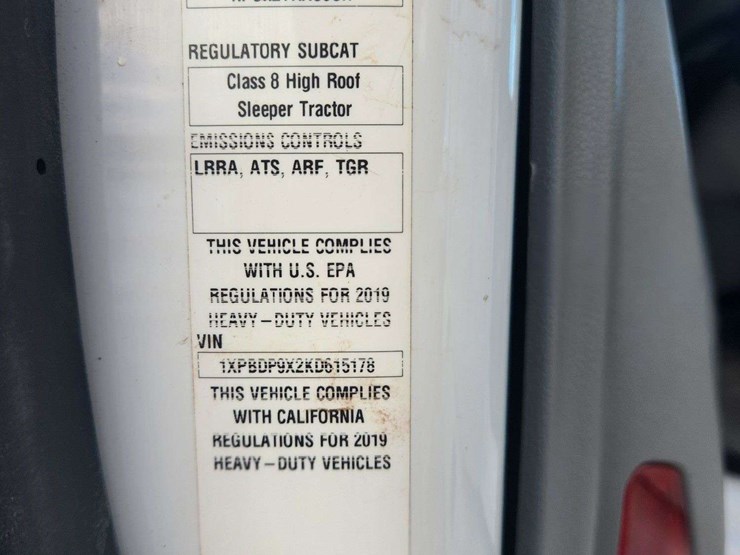 REGULATORY SUBCAT
Class 8 High Roof
Sleeper Tractor
EMISSIONS CONTROLS
LRRA, ATS, ARF, TGR
THIS VEHICLE COMPLIES
WITH U.S. EPA
REGULATIONS FOR 2019
HEAVY-DUTY VEHICLES
VIN
1XPBDP9X2KD615178
THIS VEHICLE COMPLIES
WITH CALIFORNIA
REGULATIONS FOR 2019
HEAVY-DUTY VEHICLES